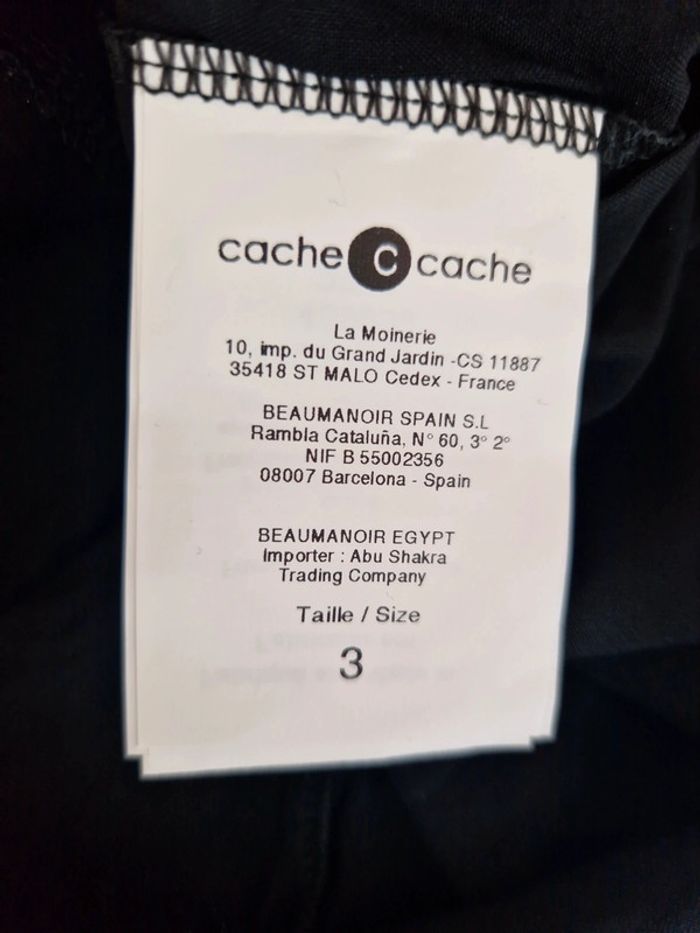 cache c cache
La Moinerie
10, imp. du Grand Jardin -CS 11887
35418 ST MALO Cedex - France
BEAUMANOIR SPAIN S.L
Rambla Cataluña, N° 60, 3° 2°
NIF B 55002356
08007 Barcelona - Spain
BEAUMANOIR EGYPT
Importer : Abu Shakra
Trading Company
Taille / Size
3